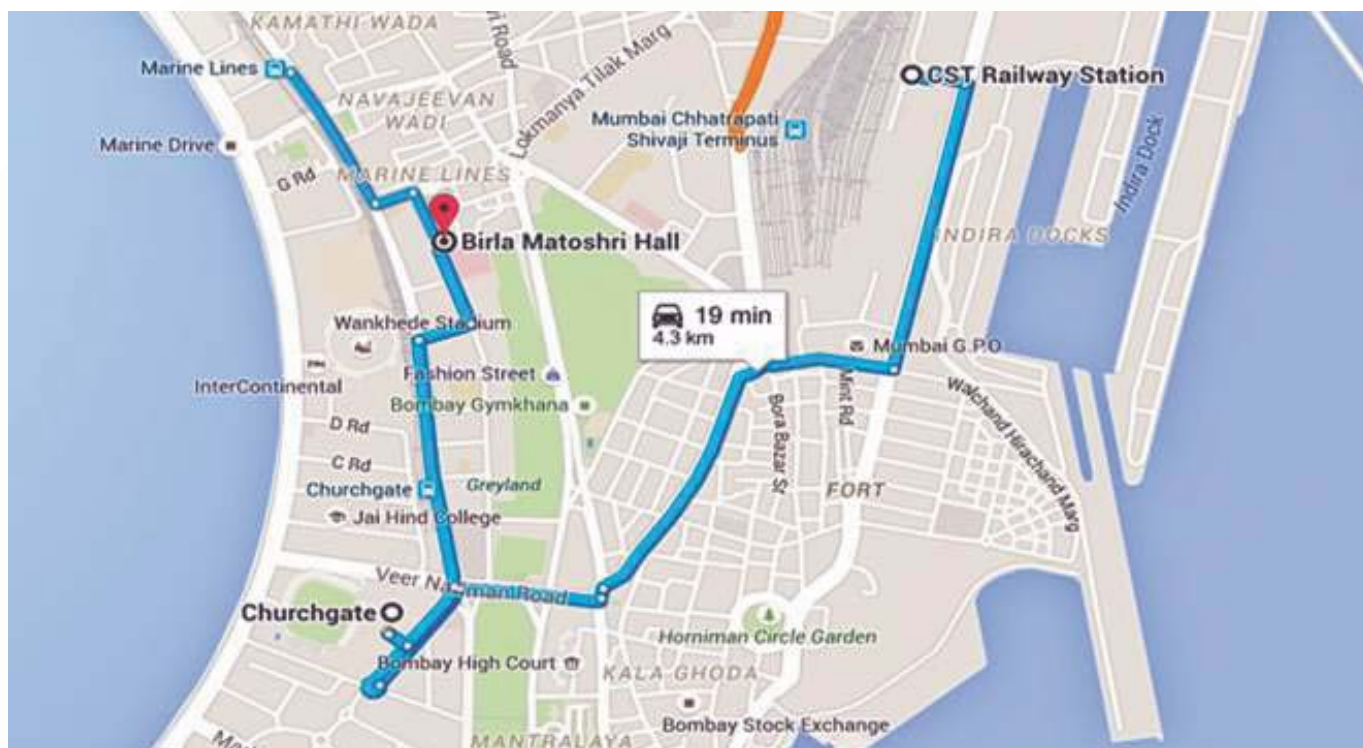 KAMATHI WADA
vi Road
Lokmanya Tilak Marg
Marine Lines
CST Railway Station
NAVAJEEVAN
WADI
Mumbai Chhatrapati
Shivaji Terminus
Marine Drive
G Rd
MARINE LINES
Indira Dock
Birla Matoshri Hall
INDIRA DOCKS
19 min
4.3 km
Wankhede Stadium
Mumbai G.P.O
Fashion Street
InterContinental
Bombay Gymkhana
Mint Rd
Bora Bazar St
Walchand Hirachand Marg
D Rd
C Rd
Churchgate
Greyland
FORT
Jai Hind College
Veer Nariman Road
Churchgate
Horniman Circle Garden
Bombay High Court
KALA GHODA
Bombay Stock Exchange
MANTRALAYA